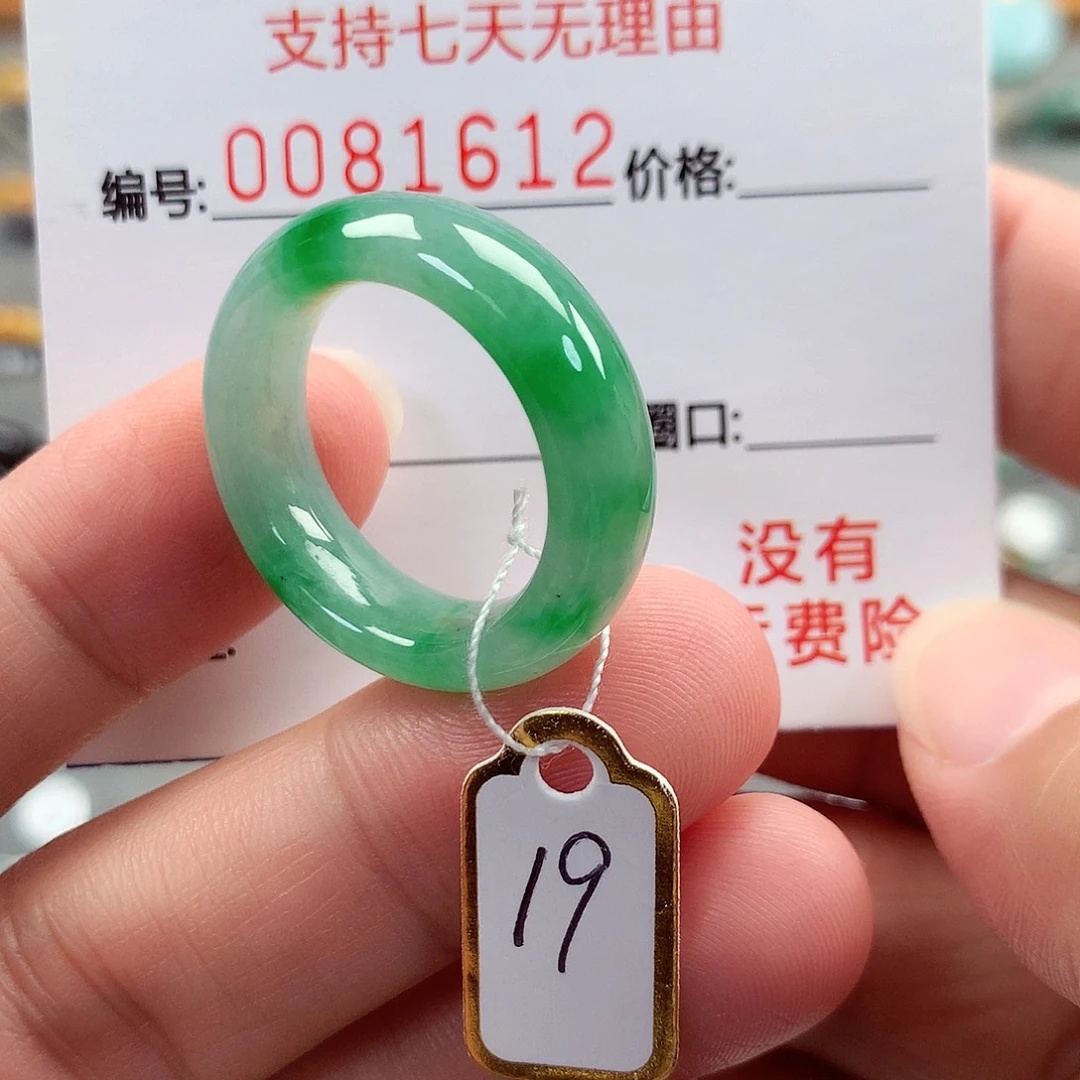 支持七天无理由
编号: 0081612 价格:
圈口:
没有
费险
19